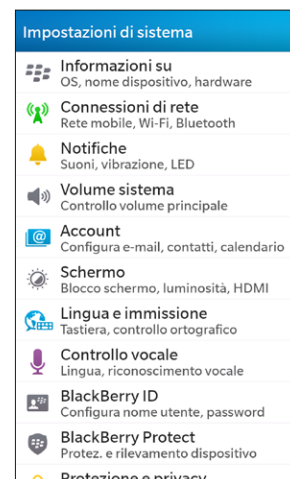 Impostazioni di sistema
Informazioni su
OS, nome dispositivo, hardware
Connessioni di rete
Rete mobile, Wi-Fi, Bluetooth
Notifiche
Suoni, vibrazione, LED
Volume sistema
Controllo volume principale
@
Account
Configura e-mail, contatti, calendario
Schermo
Blocco schermo, luminosità, HDMI
Lingua e immissione
Tastiera, controllo ortografico
Controllo vocale
Lingua, riconoscimento vocale
BlackBerry ID
Configura nome utente, password
BlackBerry Protect
Protez. e rilevamento dispositivo
Protezione e privacy